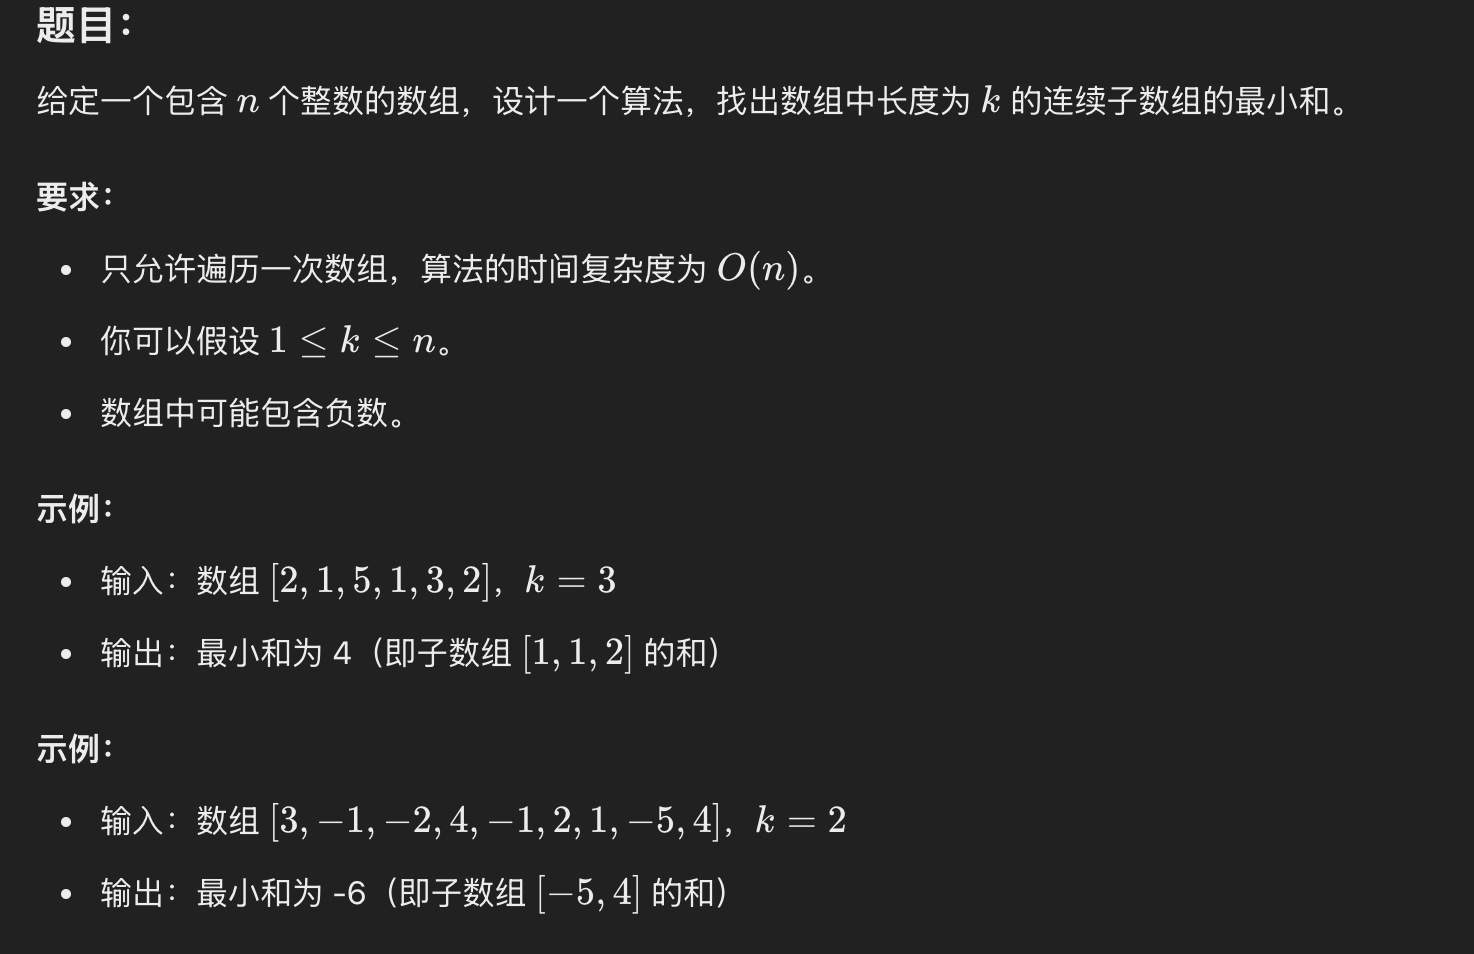 题目：
给定一个包含 n 个整数的数组，设计一个算法，找出数组中长度为 k 的连续子数组的最小和。
要求：
• 只允许遍历一次数组，算法的时间复杂度为 O(n)。
• 你可以假设 1 ≤ k ≤ n。
• 数组中可能包含负数。
示例：
• 输入：数组 [2, 1, 5, 1, 3, 2]，k = 3
• 输出：最小和为 4（即子数组 [1, 1, 2] 的和）
示例：
• 输入：数组 [3, −1, −2, 4, −1, 2, 1, −5, 4]，k = 2
• 输出：最小和为 -6（即子数组 [−5, 4] 的和）